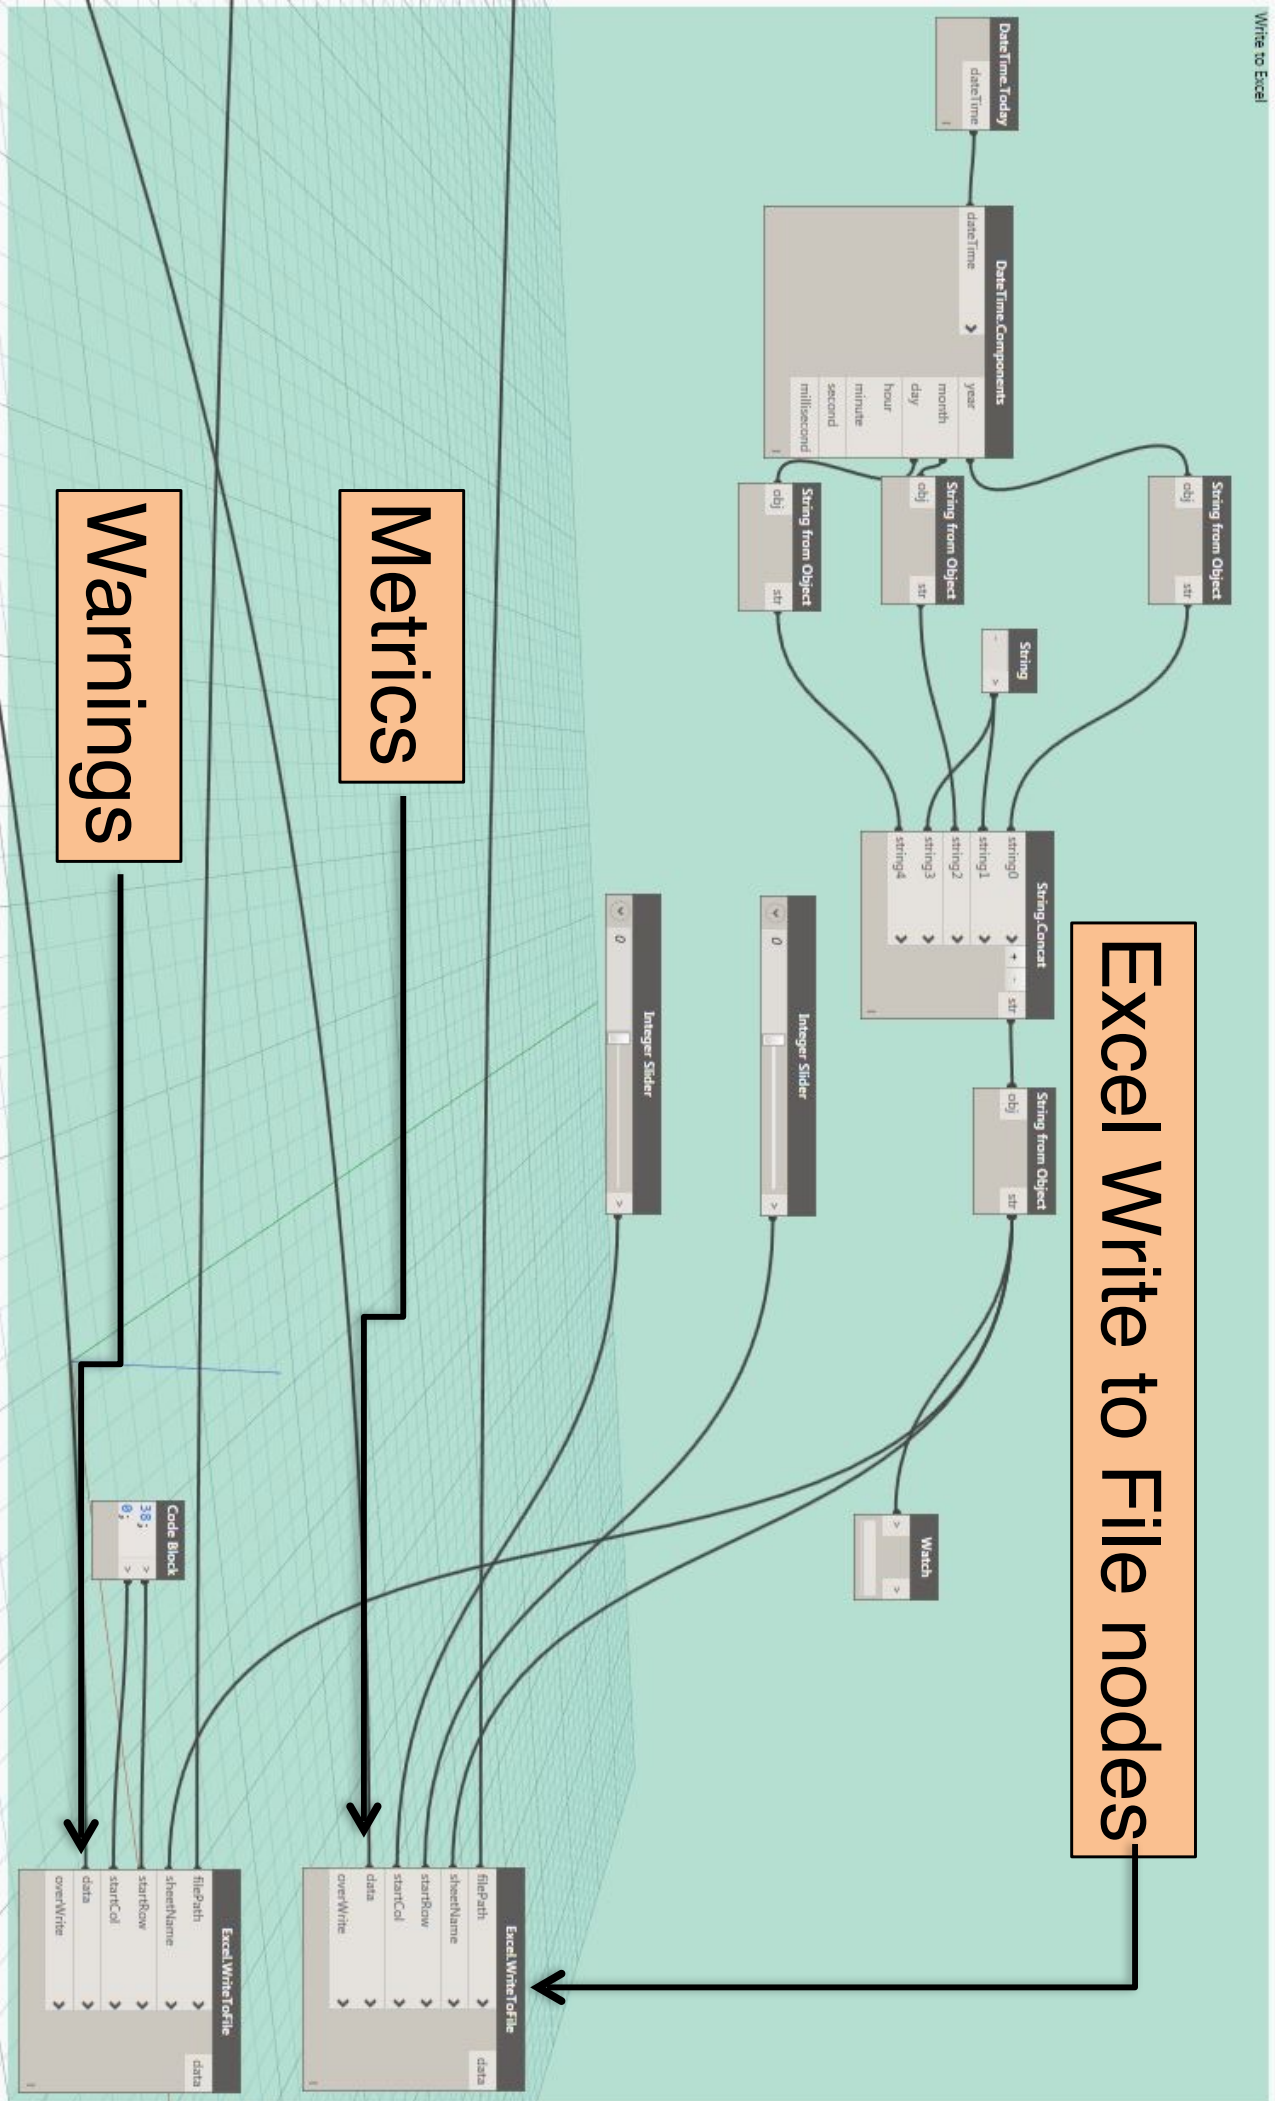 Write to Excel
DateTime.Today
dateTime
DateTime.Components
dateTime
year
month
day
hour
minute
second
millisecond
String from Object
obj
str
String from Object
obj
str
String from Object
obj
str
String
-
>
String.Concat
string0
string1
string2
string3
string4
+
-
str
String from Object
obj
str
Excel Write to File nodes
Integer Slider
0
>
Integer Slider
0
>
Watch
>
>
Metrics
Warnings
Code Block
38;
0;
>
>
Excel.WriteToFile
filePath
sheetName
startRow
startCol
data
overWrite
data
Excel.WriteToFile
filePath
sheetName
startRow
startCol
data
overWrite
data